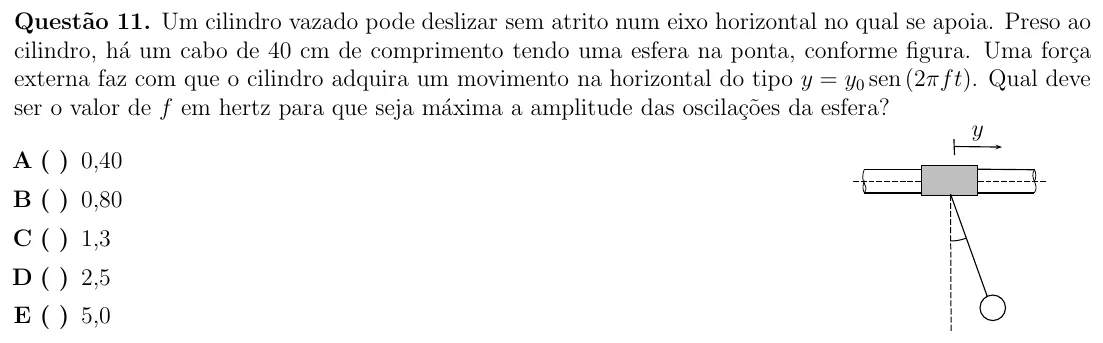 Questão 11. Um cilindro vazado pode deslizar sem atrito num eixo horizontal no qual se apoia. Preso ao
cilindro, há um cabo de 40 cm de comprimento tendo uma esfera na ponta, conforme figura. Uma força
externa faz com que o cilindro adquira um movimento na horizontal do tipo y = y₀ sen (2πft). Qual deve
ser o valor de f em hertz para que seja máxima a amplitude das oscilações da esfera?
y
A ( ) 0,40
B ( ) 0,80
C ( ) 1,3
D ( ) 2,5
E ( ) 5,0